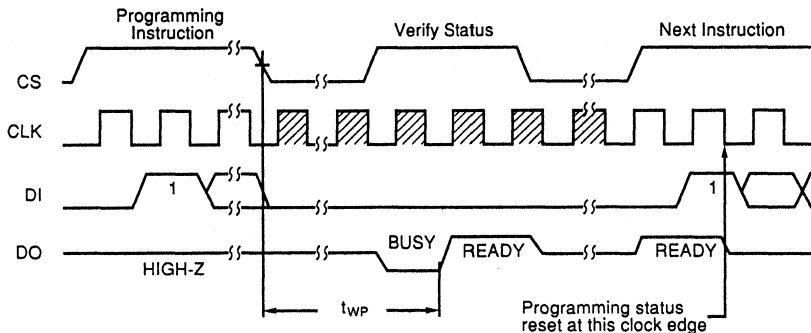 Programming
Instruction
Verify Status
Next Instruction
CS
CLK
DI
1
1
DO
HIGH-Z
BUSY
READY
READY
tWP
Programming status
reset at this clock edge